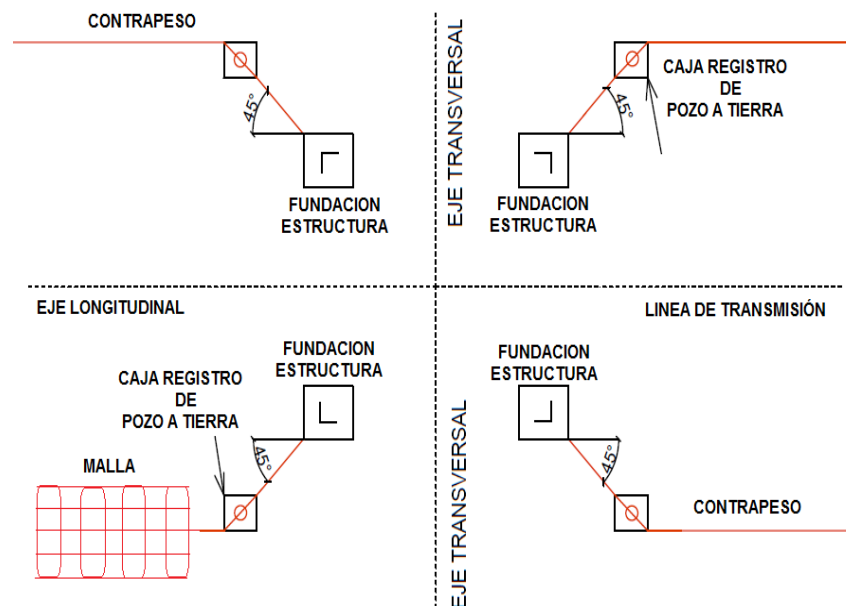 CONTRAPESO
45°
FUNDACION
ESTRUCTURA
EJE TRANSVERSAL
CAJA REGISTRO
DE
POZO A TIERRA
45°
FUNDACION
ESTRUCTURA
EJE LONGITUDINAL
LINEA DE TRANSMISIÓN
FUNDACION
ESTRUCTURA
CAJA REGISTRO
DE
POZO A TIERRA
45°
MALLA
EJE TRANSVERSAL
FUNDACION
ESTRUCTURA
45°
CONTRAPESO